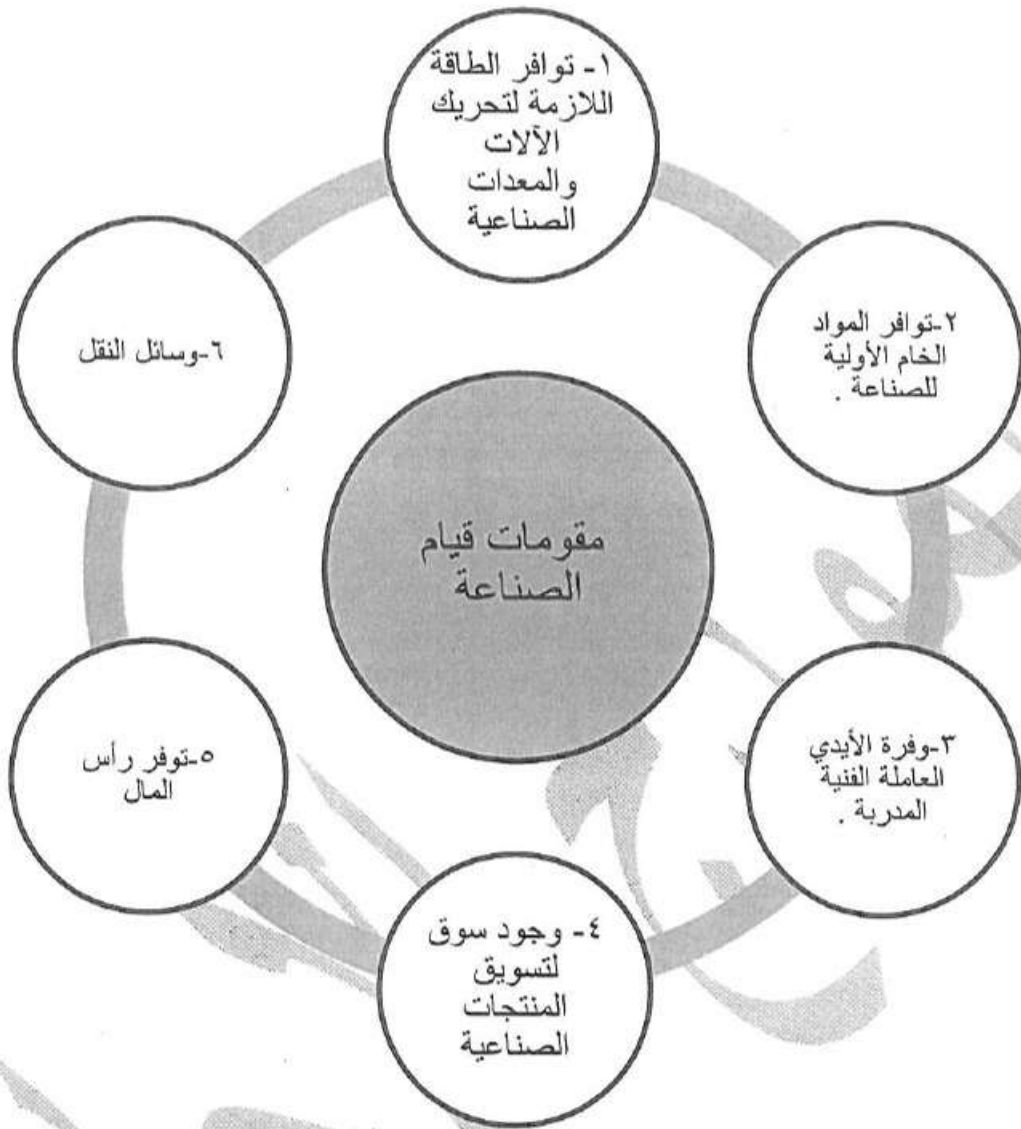 ١- توافر الطاقة
اللازمة لتحريك
الآلات
والمعدات
الصناعية
٢-توافر المواد
الخام الأولية
للصناعة .
٣-وفرة الأيدي
العاملة الفنية
المدربة .
٤- وجود سوق
لتسويق
المنتجات
الصناعية
٥-توفر رأس
المال
٦-وسائل النقل
مقومات قيام
الصناعة